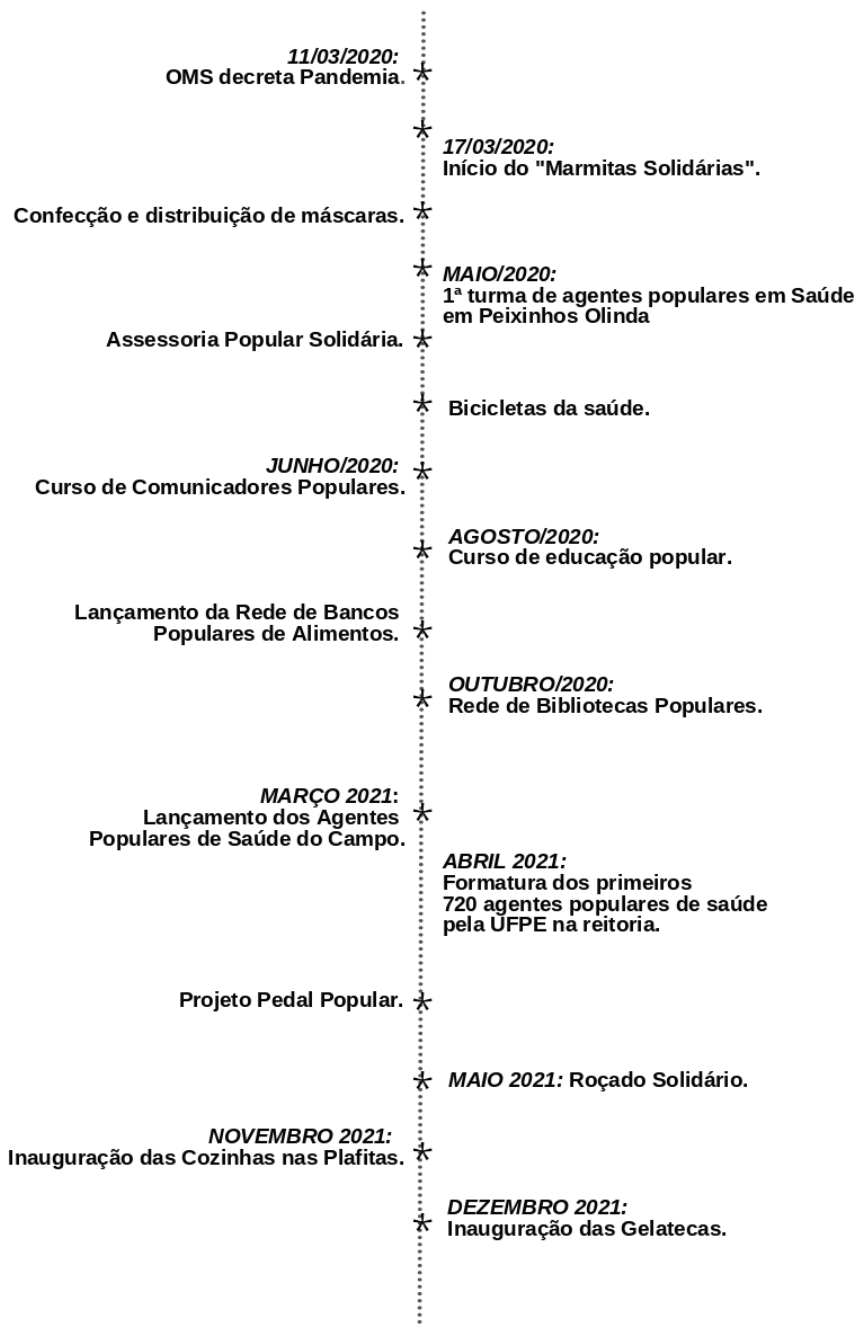 11/03/2020:
OMS decreta Pandemia.
17/03/2020:
Início do "Marmitas Solidárias".
Confecção e distribuição de máscaras.
MAIO/2020:
1ª turma de agentes populares em Saúde
em Peixinhos Olinda
Assessoria Popular Solidária.
Bicicletas da saúde.
JUNHO/2020:
Curso de Comunicadores Populares.
AGOSTO/2020:
Curso de educação popular.
Lançamento da Rede de Bancos
Populares de Alimentos.
OUTUBRO/2020:
Rede de Bibliotecas Populares.
MARÇO 2021:
Lançamento dos Agentes
Populares de Saúde do Campo.
ABRIL 2021:
Formatura dos primeiros
720 agentes populares de saúde
pela UFPE na reitoria.
Projeto Pedal Popular.
MAIO 2021: Roçado Solidário.
NOVEMBRO 2021:
Inauguração das Cozinhas nas Plafitas.
DEZEMBRO 2021:
Inauguração das Gelatecas.